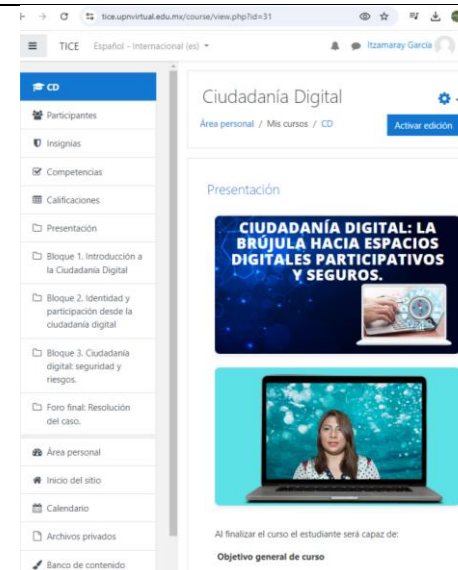 tice.upnvirtual.edu.mx/course/view.php?id=31
TICE Español - Internacional (es)
Itzamaray García
CD
Participantes
Insignias
Competencias
Calificaciones
Presentación
Bloque 1. Introducción a
la Ciudadanía Digital
Bloque 2. Identidad y
participación desde la
ciudadanía digital
Bloque 3. Ciudadanía
digital: seguridad y
riesgos.
Foro final: Resolución
del caso.
Área personal
Inicio del sitio
Calendario
Archivos privados
Banco de contenido
Ciudadanía Digital
Área personal / Mis cursos / CD
Activar edición
Presentación
CIUDADANÍA DIGITAL: LA
BRÚJULA HACIA ESPACIOS
DIGITALES PARTICIPATIVOS
Y SEGUROS.
Al finalizar el curso el estudiante será capaz de:
Objetivo general de curso